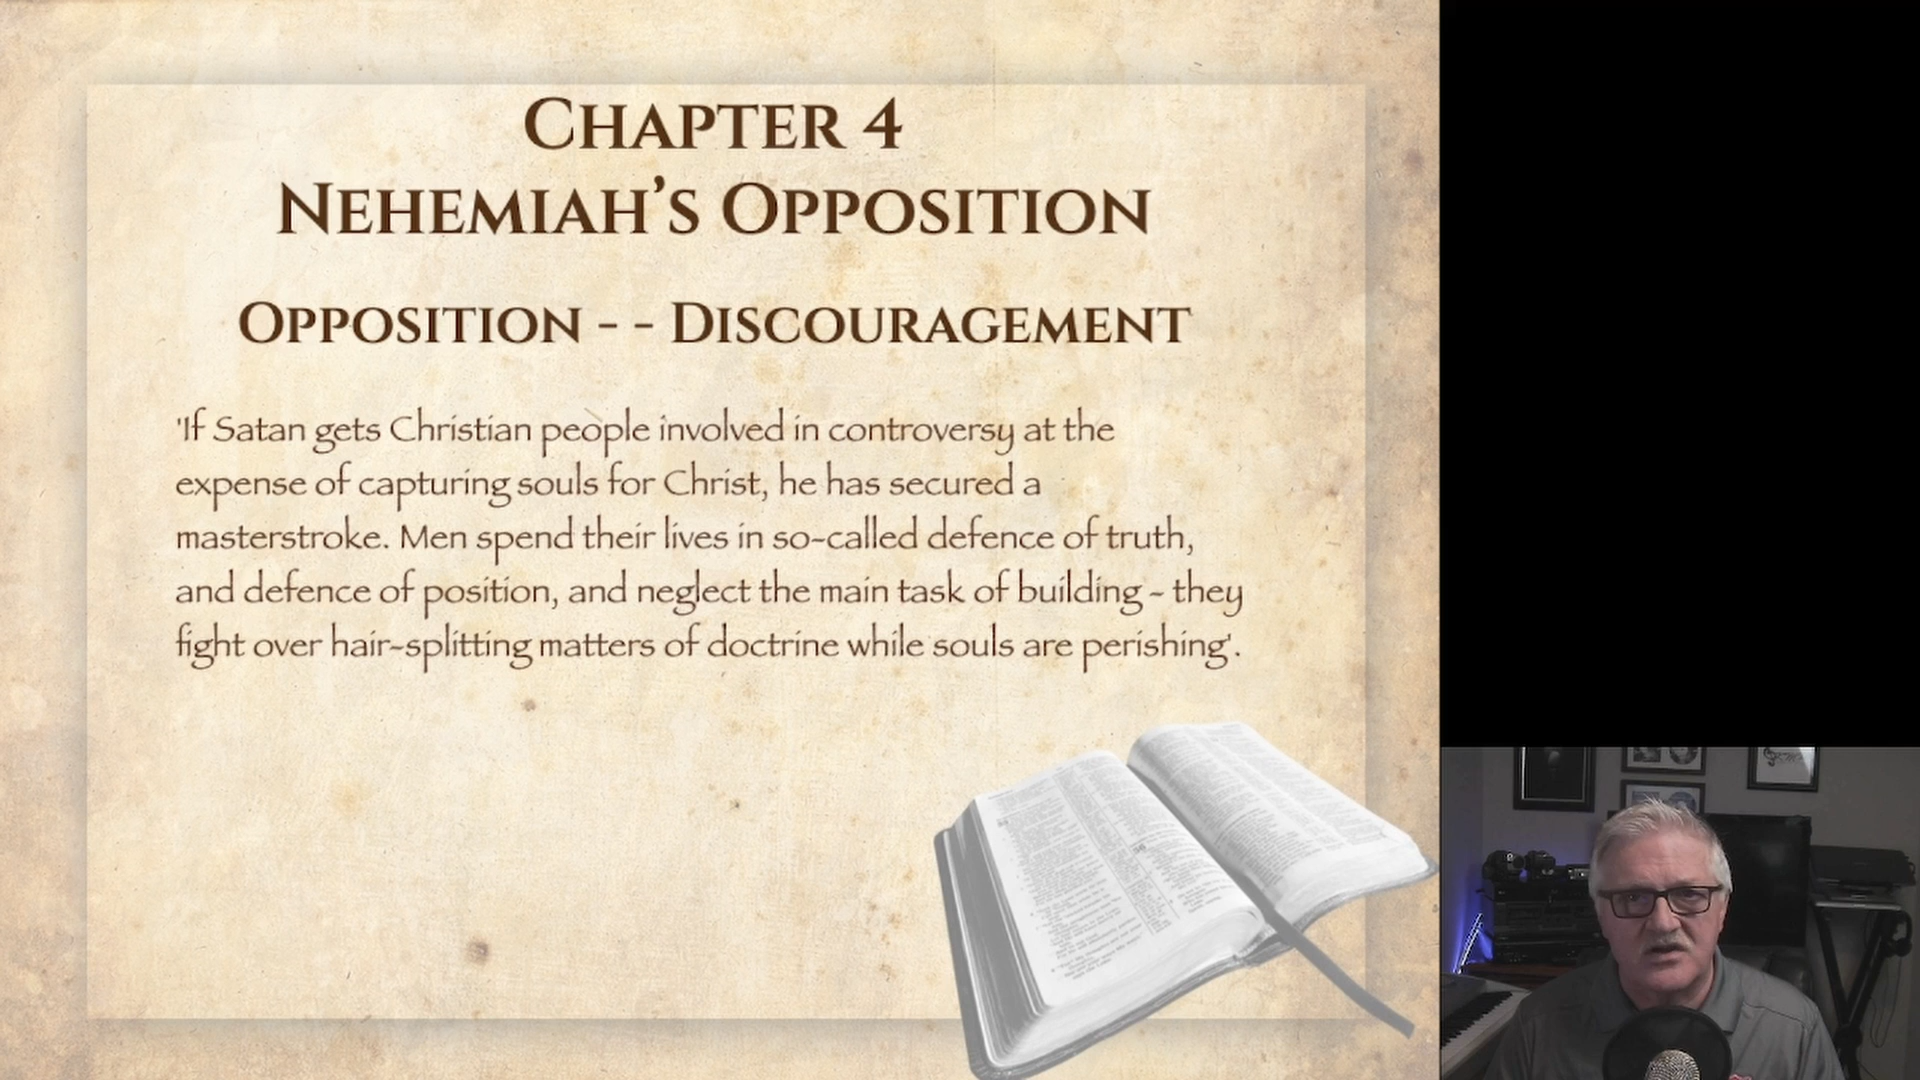 Chapter 4
Nehemiah's Opposition
Opposition - - Discouragement
'If Satan gets Christian people involved in controversy at the
expense of capturing souls for Christ, he has secured a
masterstroke. Men spend their lives in so-called defence of truth,
and defence of position, and neglect the main task of building - they
fight over hair-splitting matters of doctrine while souls are perishing'.